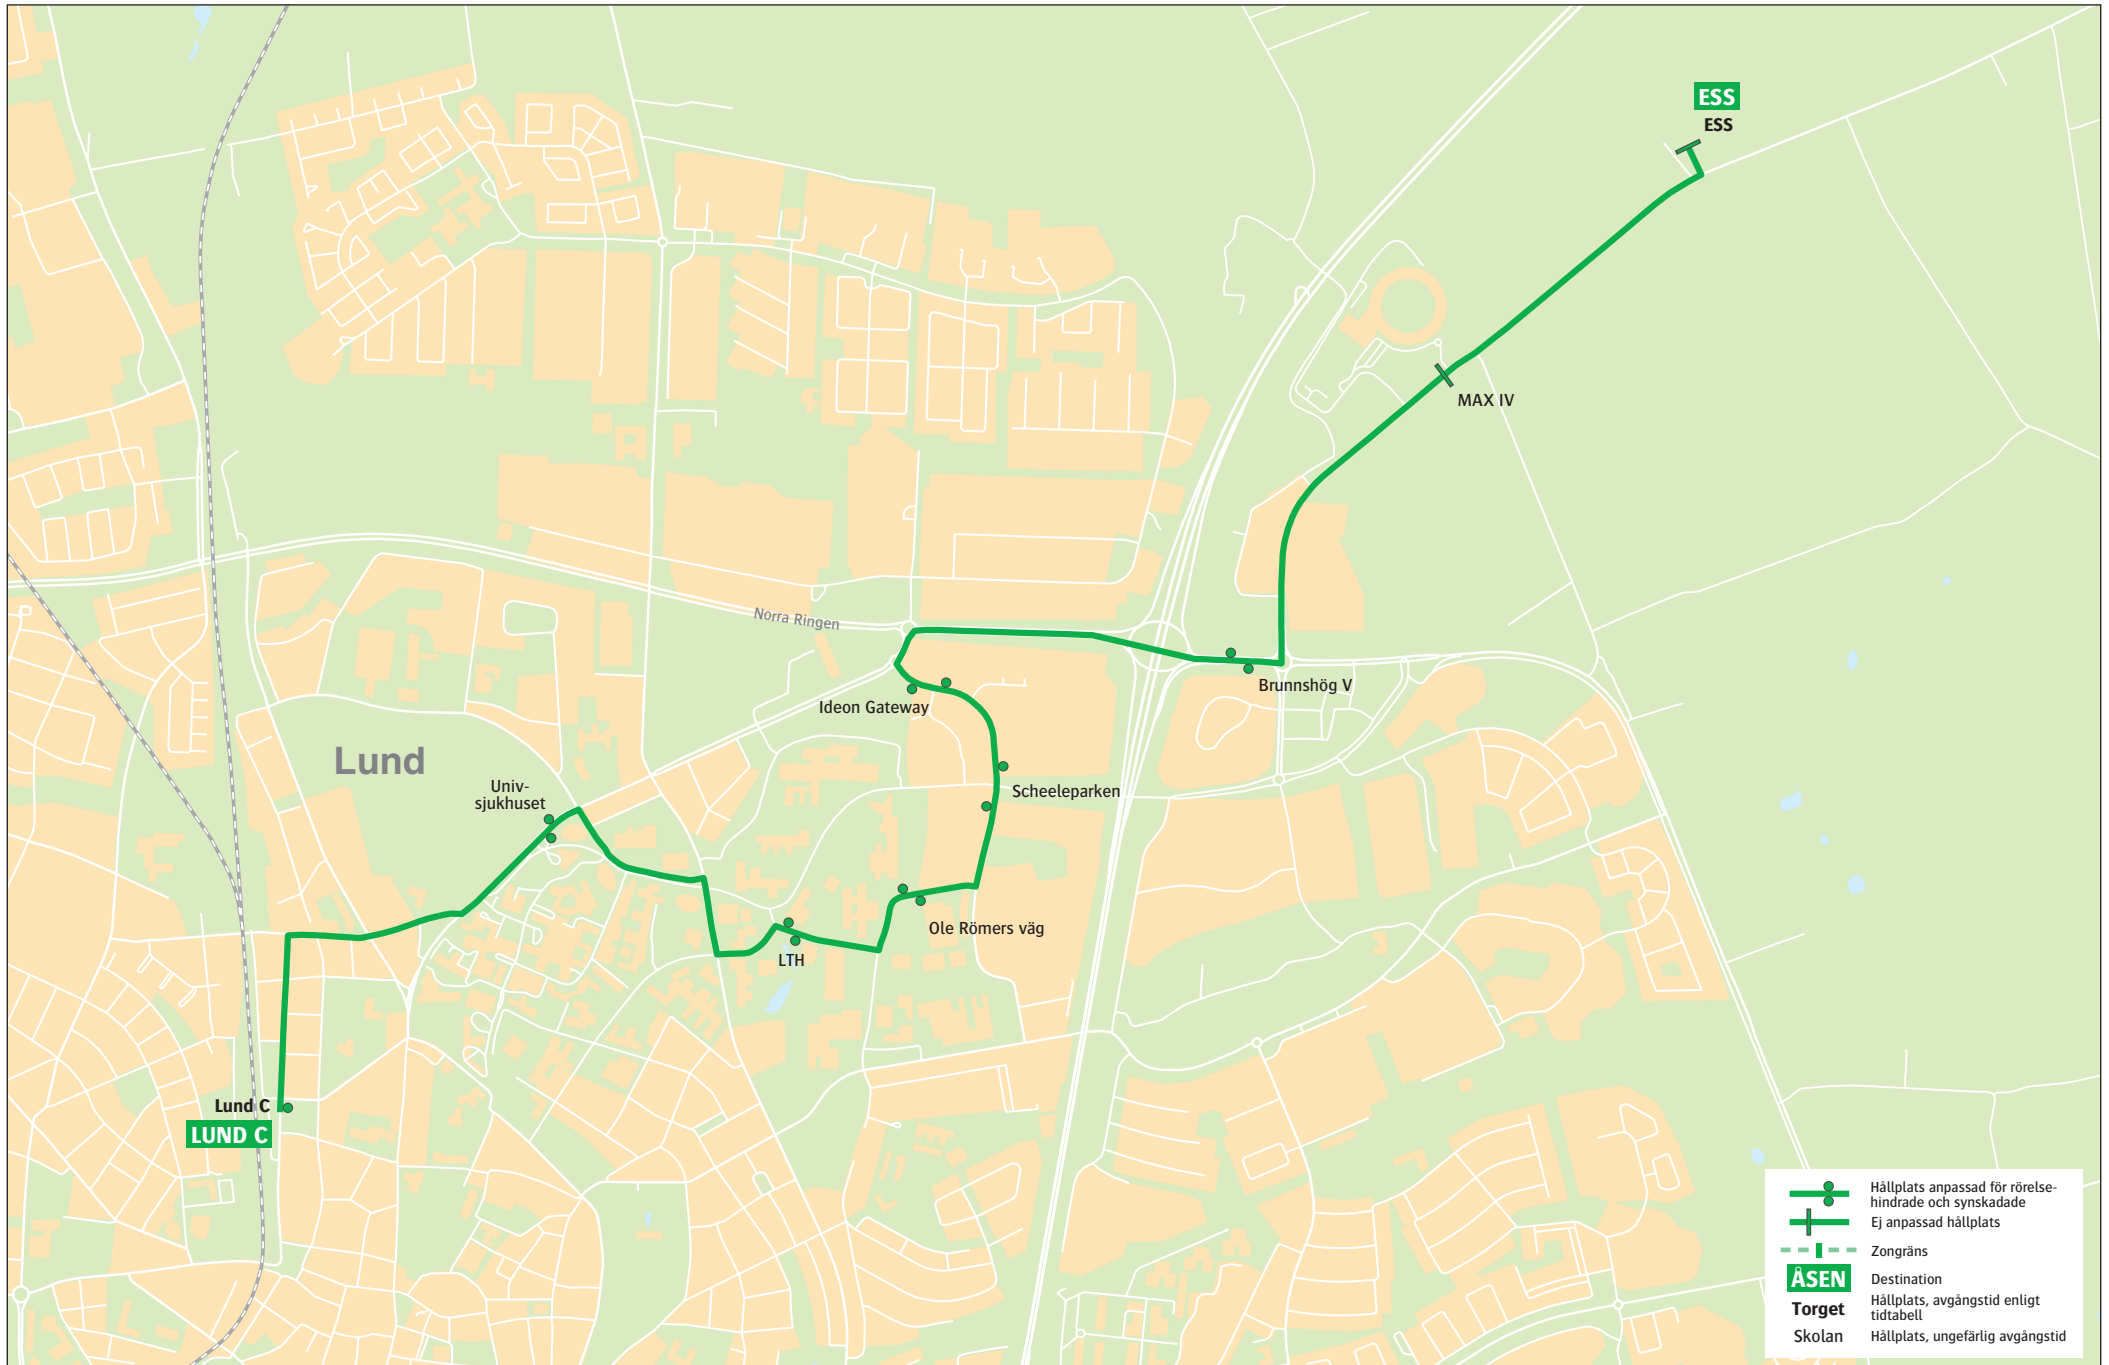 ESS
ESS
MAX IV
Norra Ringen
Brunnshög V
Ideon Gateway
Lund
Univ-
sjukhuset
Scheeleparken
Ole Römers väg
LTH
Lund C
LUND C
Hållplats anpassad för rörelse-
hindrade och synskadade
Ej anpassad hållplats
Zongräns
ÅSEN Destination
Torget Hållplats, avgångstid enligt
tidtabell
Skolan Hållplats, ungefärlig avgångstid